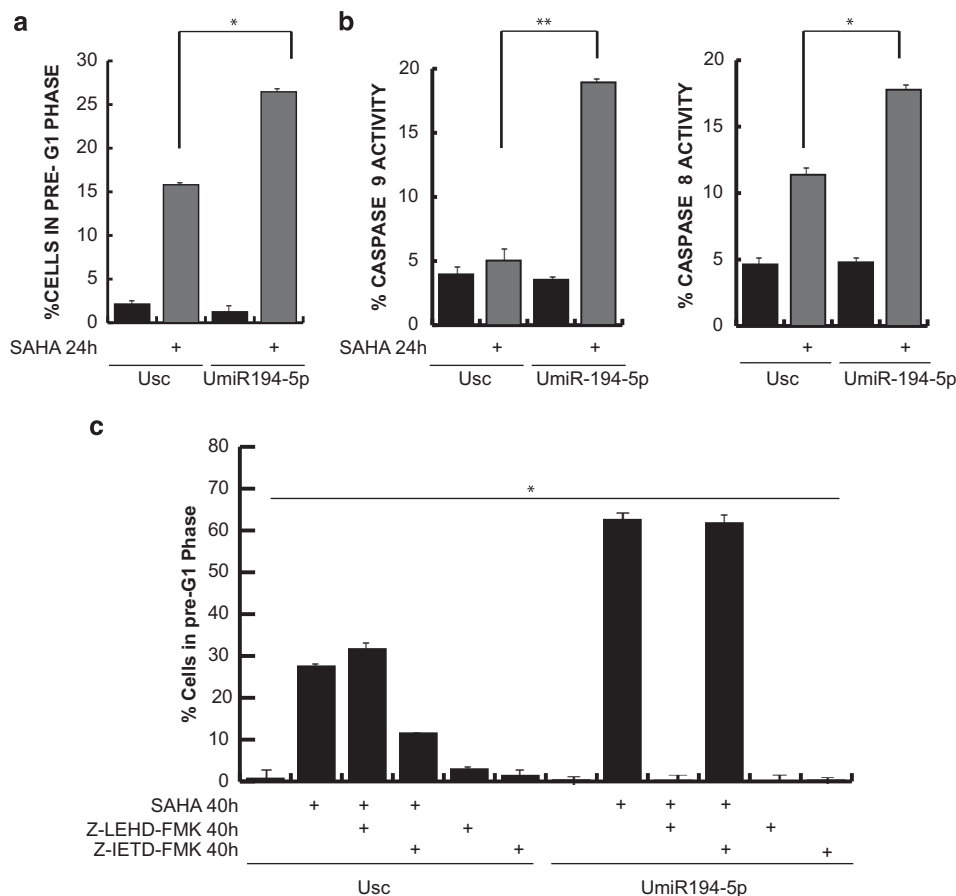 a
*
%CELLS IN PRE- G1 PHASE
30
25
20
15
10
5
0
SAHA 24h + +
Usc UmiR194-5p
b
**
% CASPASE 9 ACTIVITY
20
15
10
5
0
SAHA 24h + +
Usc UmiR-194-5p
*
% CASPASE 8 ACTIVITY
20
15
10
5
0
+ +
Usc UmiR-194-5p
c
*
% Cells in pre-G1 Phase
80
70
60
50
40
30
20
10
0
SAHA 40h + + + + + +
Z-LEHD-FMK 40h + + + +
Z-IETD-FMK 40h + + + +
Usc UmiR194-5p